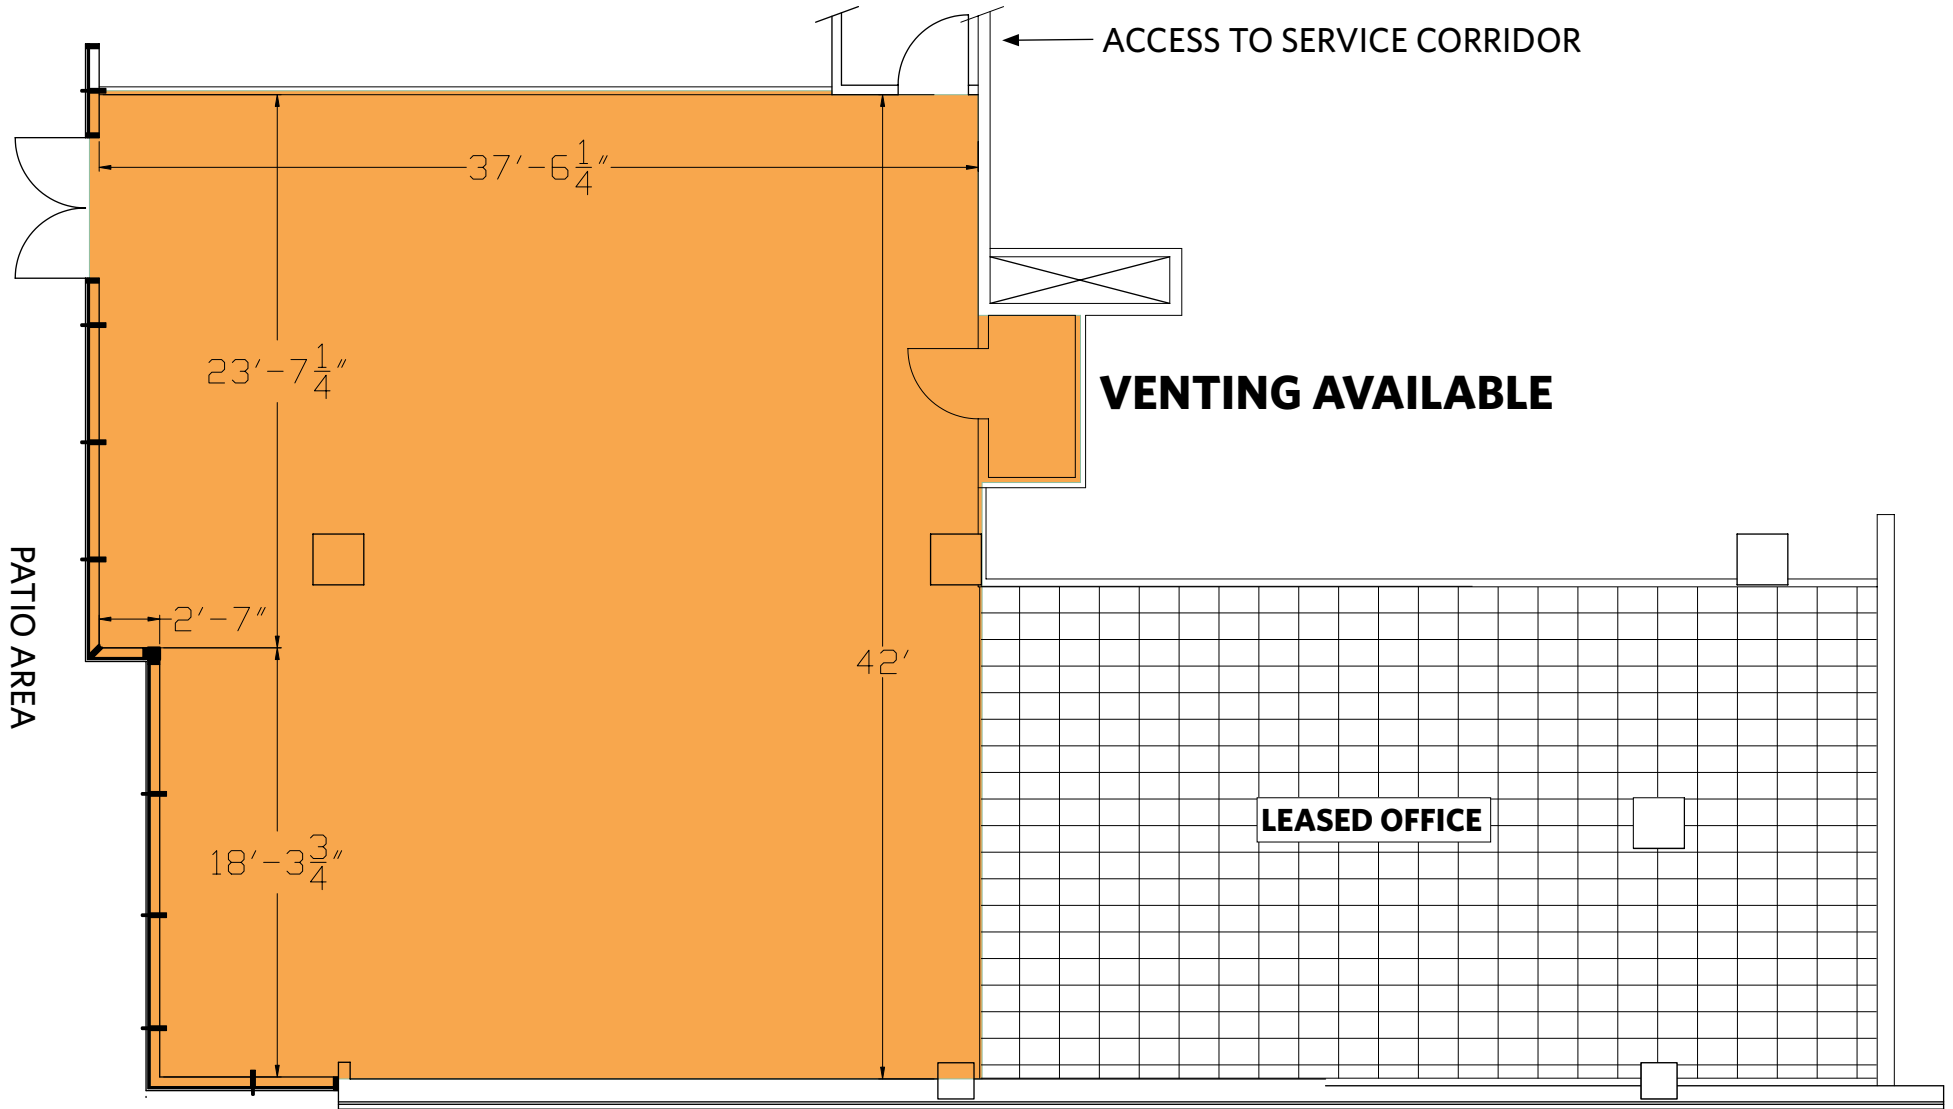 ACCESS TO SERVICE CORRIDOR
37'-6 1/4"
23'-7 1/4"
VENTING AVAILABLE
PATIO AREA
2'-7"
42'
LEASED OFFICE
18'-3 3/4"